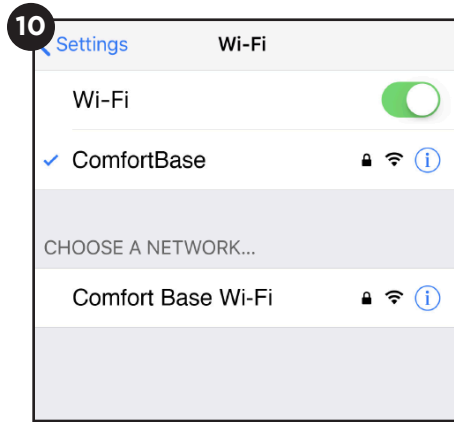 10
Settings Wi-Fi
Wi-Fi
ComfortBase
CHOOSE A NETWORK...
Comfort Base Wi-Fi